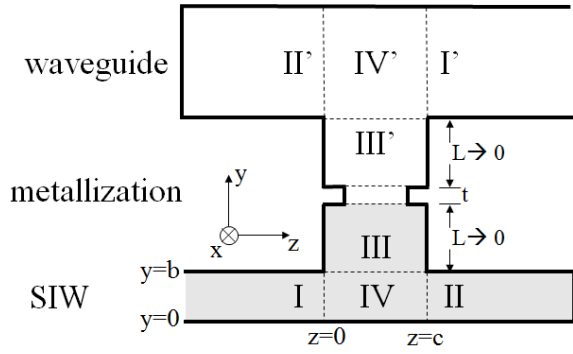 waveguide II' IV' I'
III' L→ 0
metallization y t
x z L→ 0
III
y=b
SIW I IV II
y=0
z=0 z=c